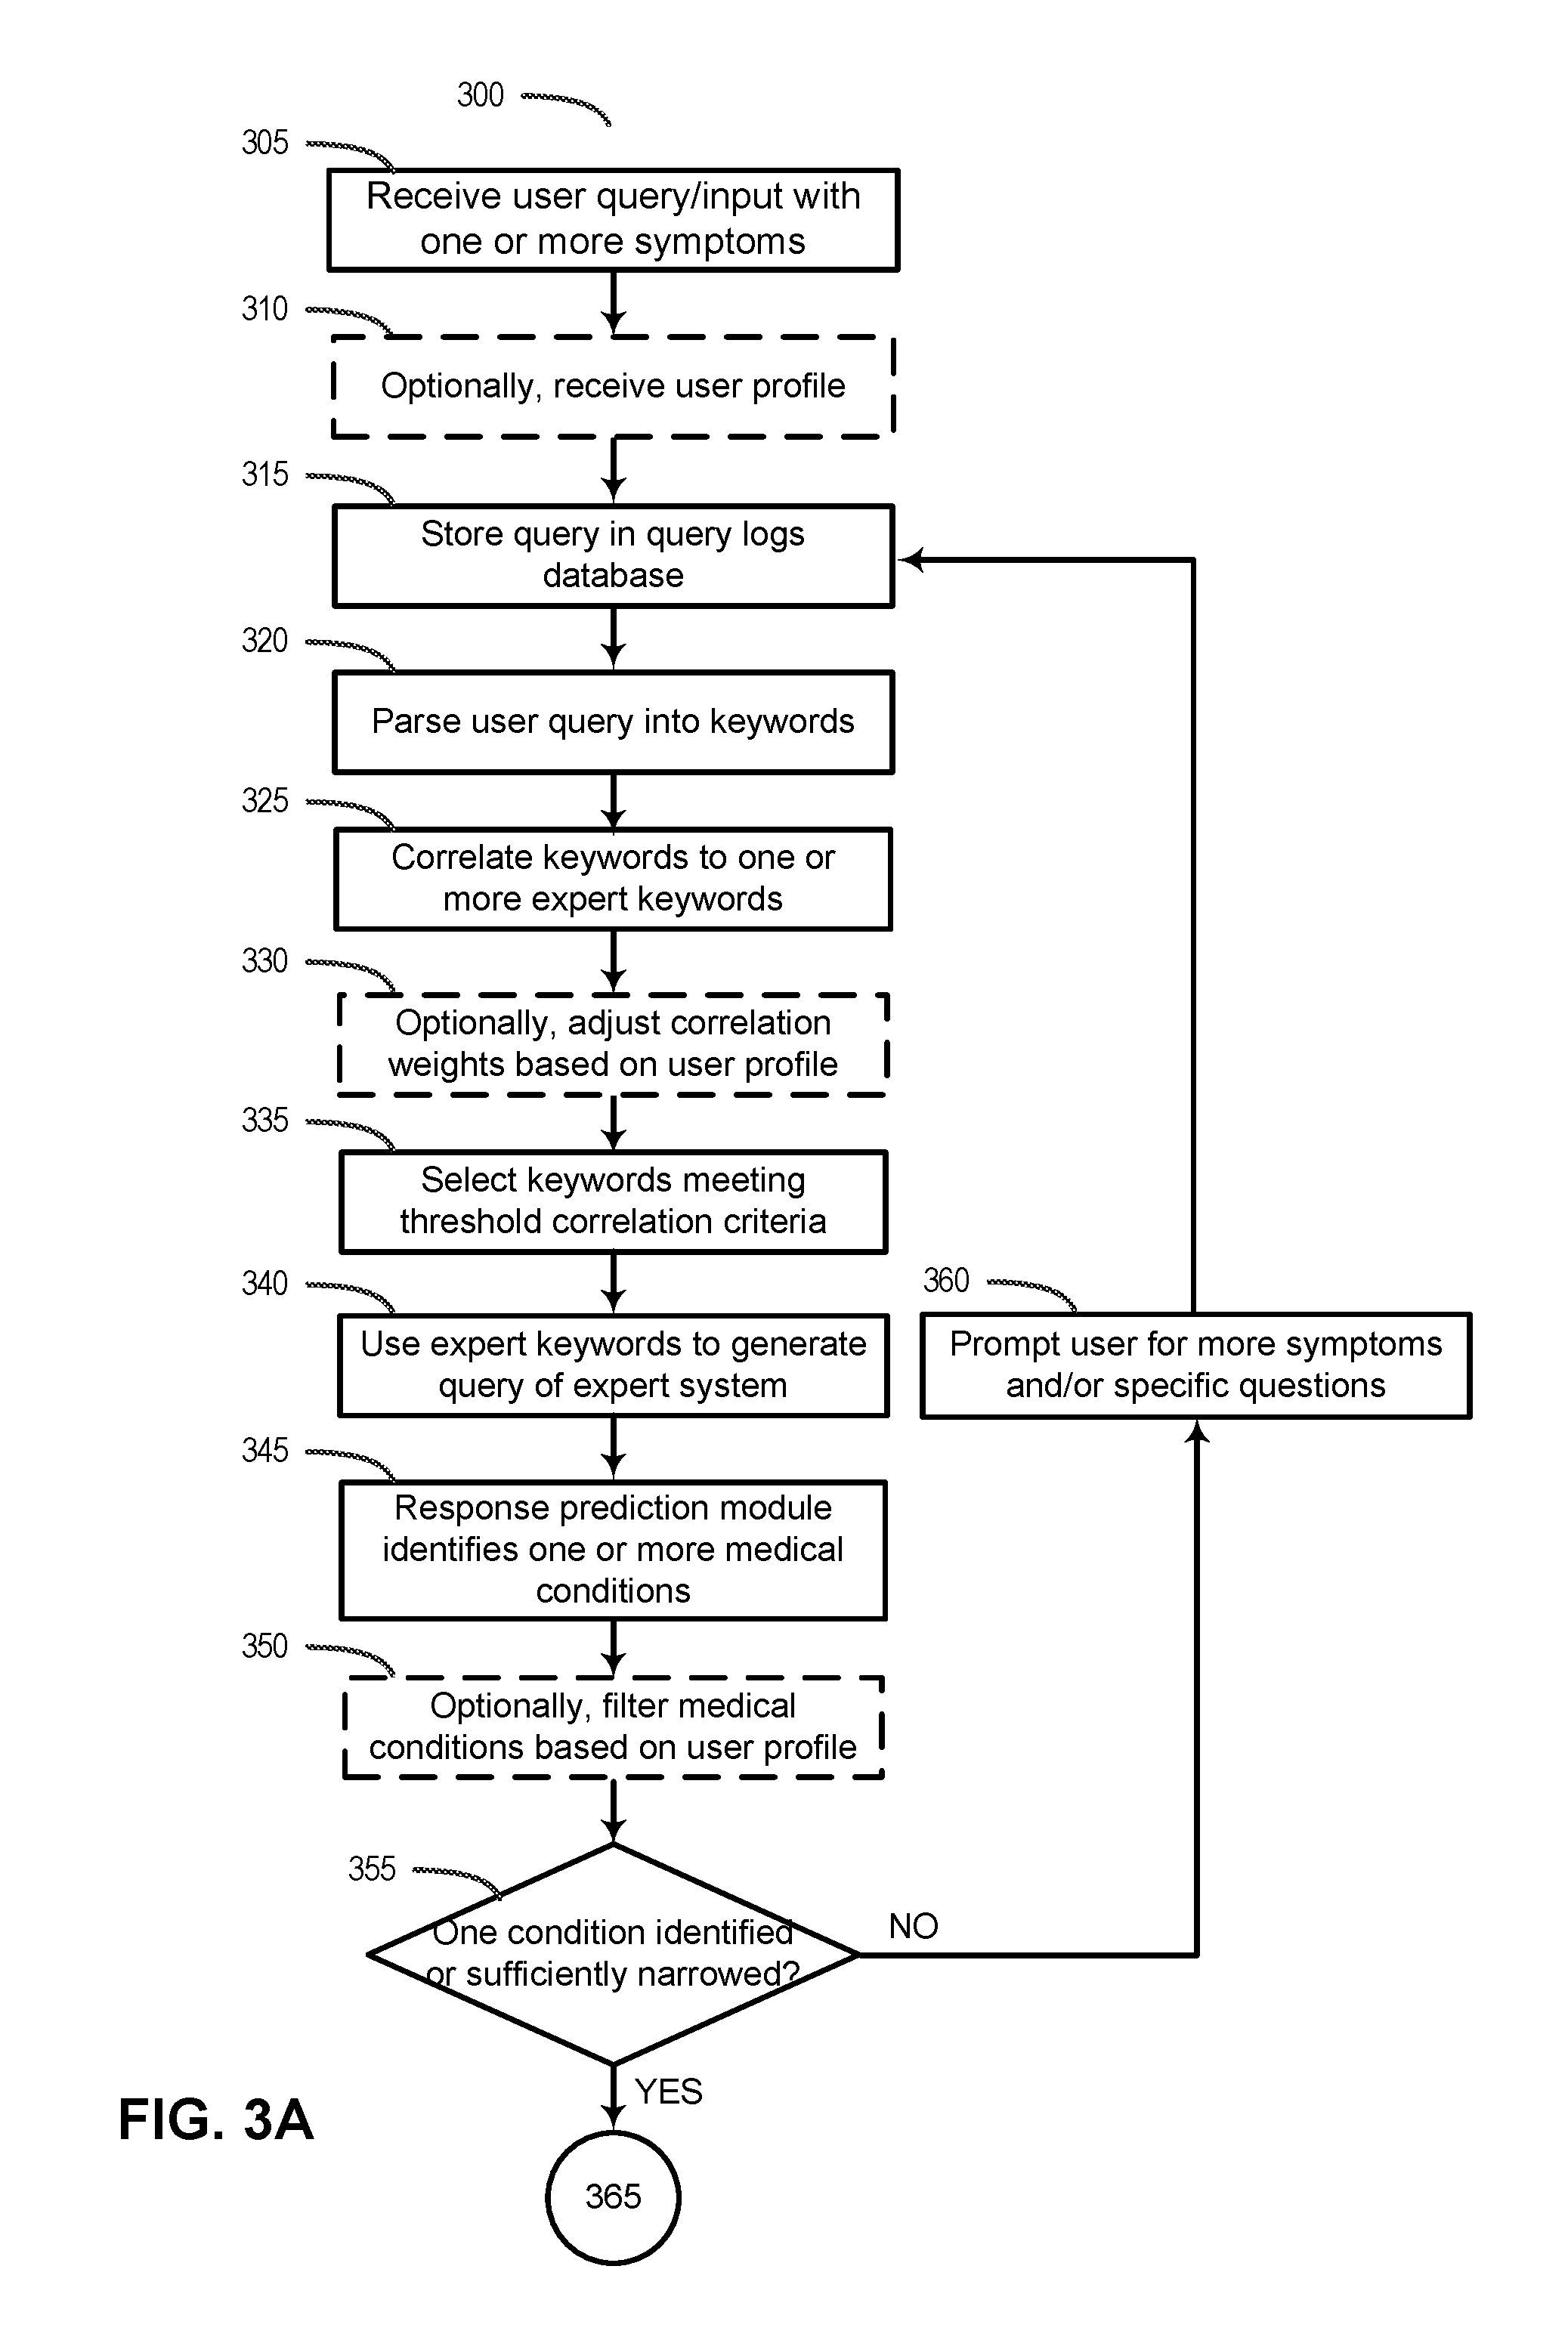 300
305
Receive user query/input with
one or more symptoms
310
Optionally, receive user profile
315
Store query in query logs
database
320
Parse user query into keywords
325
Correlate keywords to one or
more expert keywords
330
Optionally, adjust correlation
weights based on user profile
335
Select keywords meeting
threshold correlation criteria
340
Use expert keywords to generate
query of expert system
360
Prompt user for more symptoms
and/or specific questions
345
Response prediction module
identifies one or more medical
conditions
350
Optionally, filter medical
conditions based on user profile
355
One condition identified
or sufficiently narrowed?
NO
YES
FIG. 3A
365